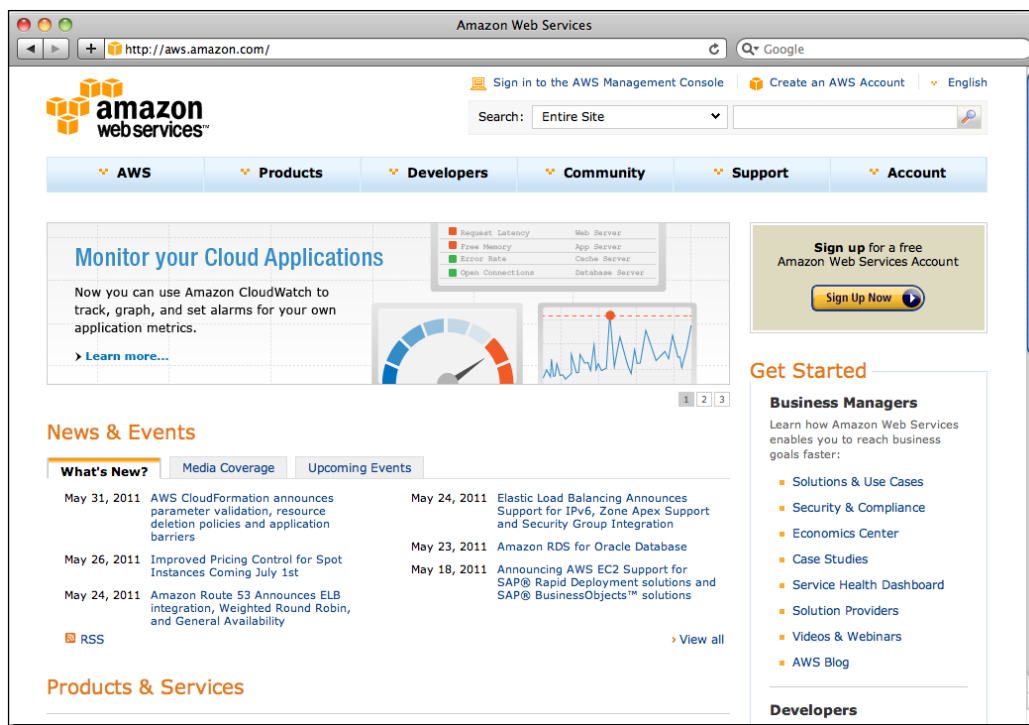 Amazon Web Services
http://aws.amazon.com/
Google
amazon
webservices™
Sign in to the AWS Management Console
Create an AWS Account
English
Search:
Entire Site
AWS
Products
Developers
Community
Support
Account
Monitor your Cloud Applications
Now you can use Amazon CloudWatch to
track, graph, and set alarms for your own
application metrics.
Learn more...
Request Latency Web Server
Free Memory App Server
Error Rate Cache Server
Open Connections Database Server
1 2 3
Sign up for a free
Amazon Web Services Account
Sign Up Now
News & Events
What's New?
Media Coverage
Upcoming Events
May 31, 2011 AWS CloudFormation announces
parameter validation, resource
deletion policies and application
barriers
May 26, 2011 Improved Pricing Control for Spot
Instances Coming July 1st
May 24, 2011 Amazon Route 53 Announces ELB
integration, Weighted Round Robin,
and General Availability
May 24, 2011 Elastic Load Balancing Announces
Support for IPv6, Zone Apex Support
and Security Group Integration
May 23, 2011 Amazon RDS for Oracle Database
May 18, 2011 Announcing AWS EC2 Support for
SAP® Rapid Deployment solutions and
SAP® BusinessObjects™ solutions
RSS
View all
Products & Services
Get Started
Business Managers
Learn how Amazon Web Services
enables you to reach business
goals faster:
Solutions & Use Cases
Security & Compliance
Economics Center
Case Studies
Service Health Dashboard
Solution Providers
Videos & Webinars
AWS Blog
Developers